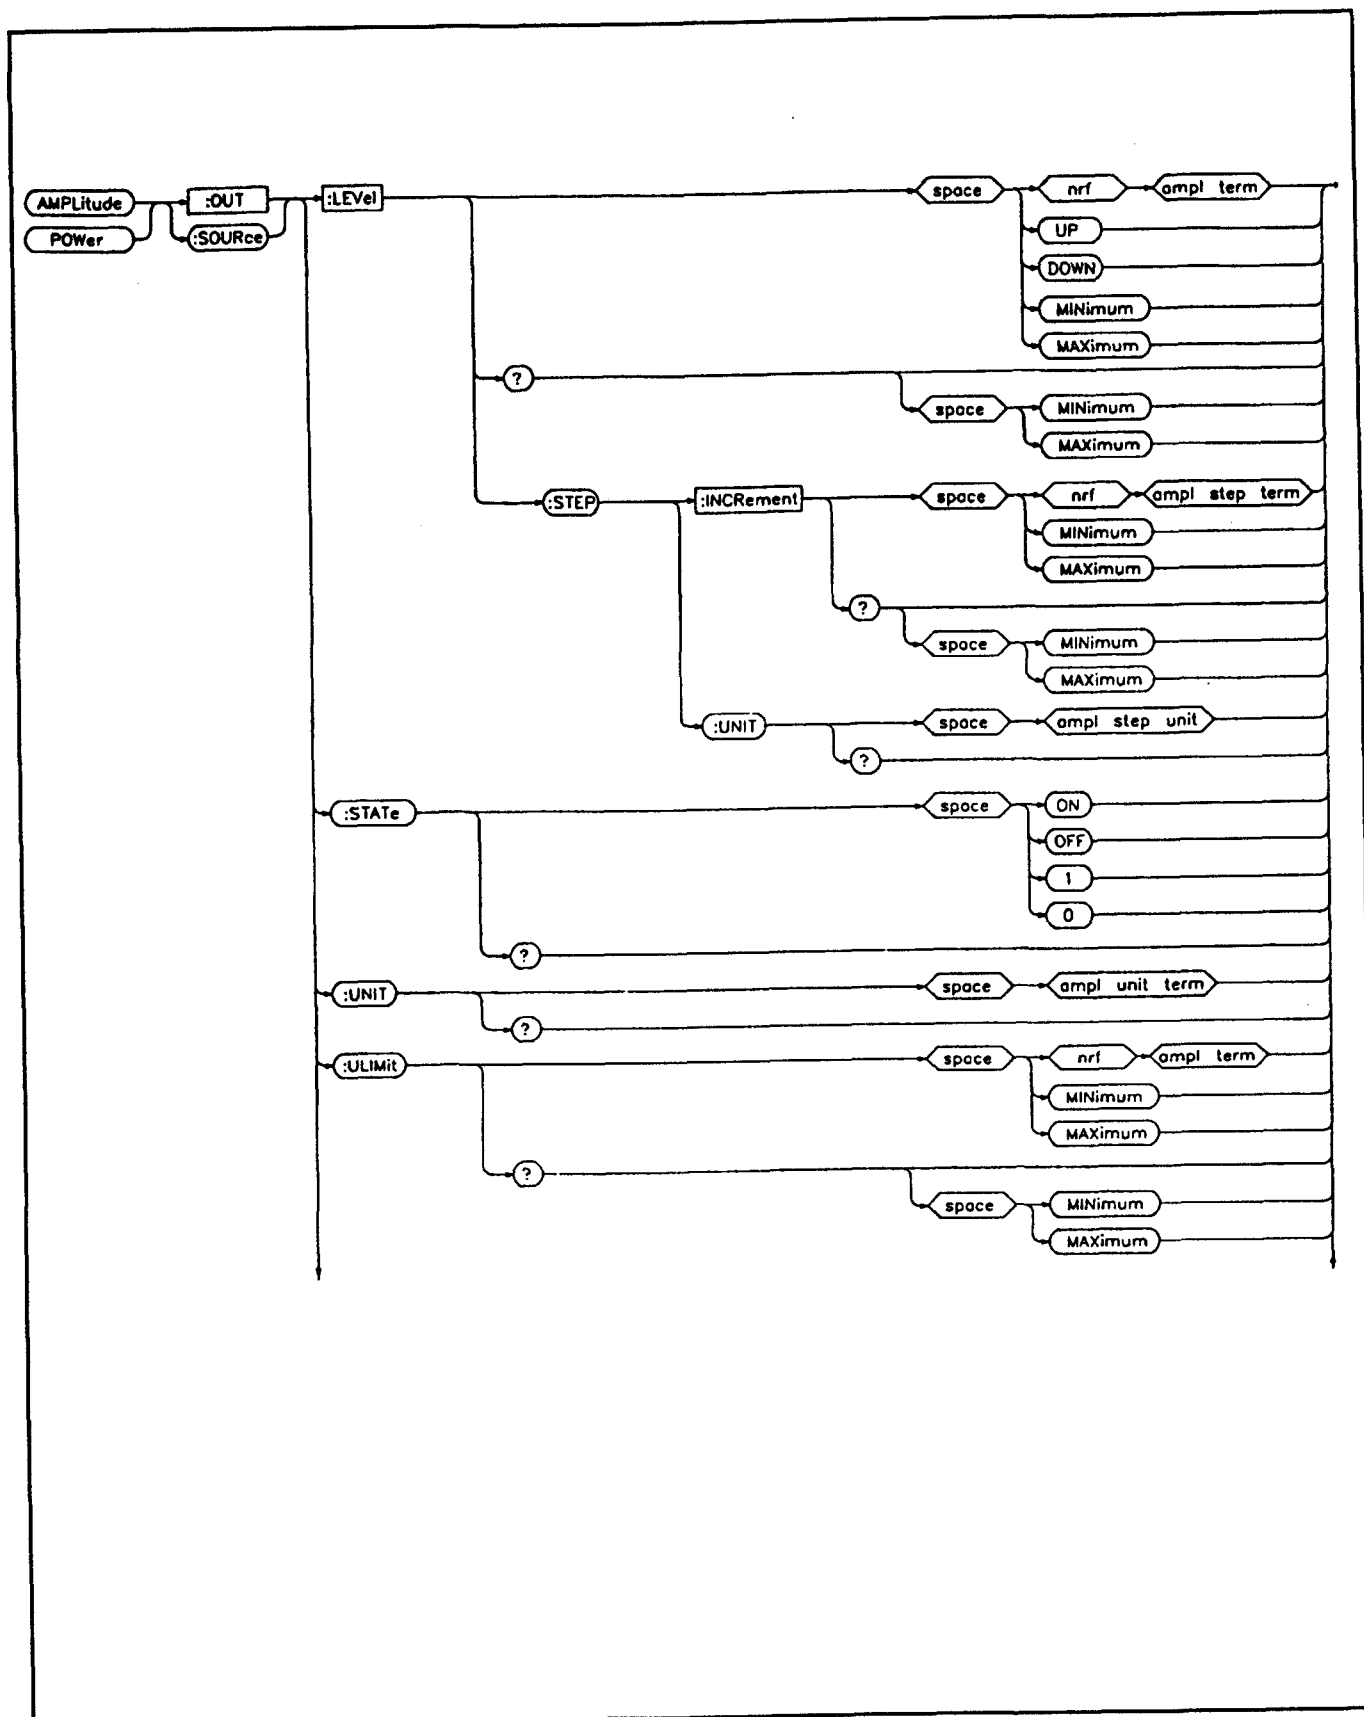 AMPLitude :OUT :LEVel space nrf ampl term
POWer :SOURce UP
DOWN
MINimum
MAXimum
?
space MINimum
MAXimum
:STEP :INCRement space nrf ampl step term
MINimum
MAXimum
?
space MINimum
MAXimum
:UNIT space ampl step unit
?
:STATe space ON
OFF
1
0
?
:UNIT space ampl unit term
?
:ULIMit space nrf ampl term
MINimum
MAXimum
?
space MINimum
MAXimum